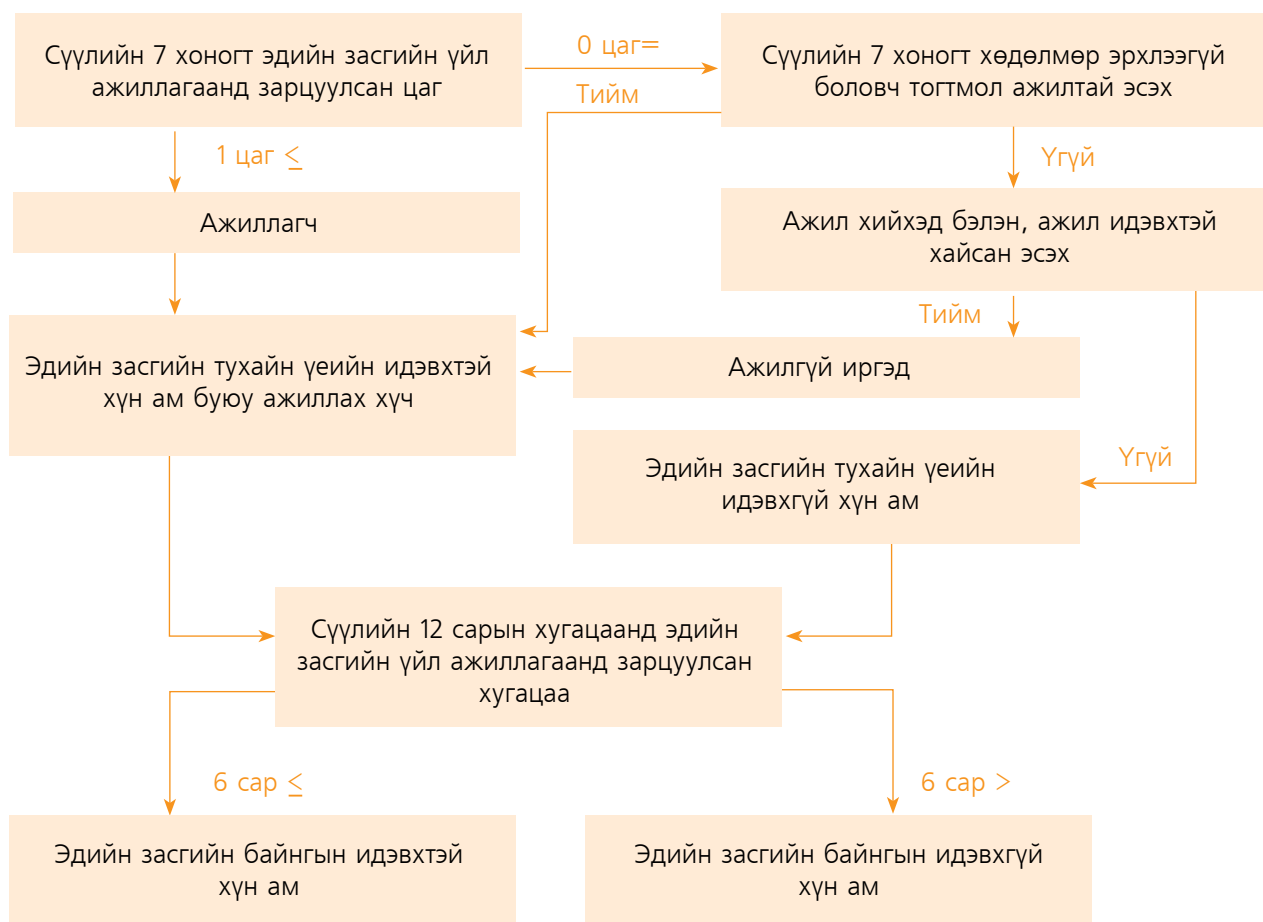 Сүүлийн 7 хоногт эдийн засгийн үйл
ажиллагаанд зарцуулсан цаг
0 цаг=
Сүүлийн 7 хоногт хөдөлмөр эрхлээгүй
боловч тогтмол ажилтай эсэх
Тийм
1 цаг ≤
Үгүй
Ажиллагч
Ажил хийхэд бэлэн, ажил идэвхтэй
хайсан эсэх
Тийм
Эдийн засгийн тухайн үеийн идэвхтэй
хүн ам буюу ажиллах хүч
Ажилгүй иргэд
Үгүй
Эдийн засгийн тухайн үеийн
идэвхгүй хүн ам
Сүүлийн 12 сарын хугацаанд эдийн
засгийн үйл ажиллагаанд зарцуулсан
хугацаа
6 сар ≤
6 сар >
Эдийн засгийн байнгын идэвхтэй
хүн ам
Эдийн засгийн байнгын идэвхгүй
хүн ам